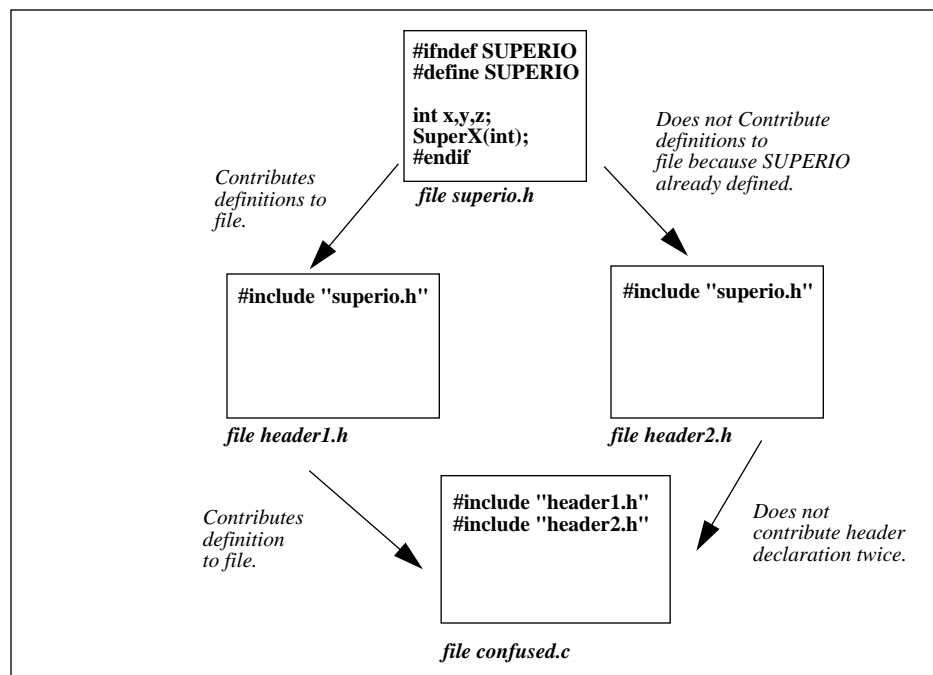 #ifndef SUPERIO
#define SUPERIO
int x,y,z;
SuperX(int);
#endif
file superio.h
Does not Contribute
definitions to
file because SUPERIO
already defined.
Contributes
definitions to
file.
#include "superio.h"
file header1.h
#include "superio.h"
file header2.h
#include "header1.h"
#include "header2.h"
file confused.c
Contributes
definition
to file.
Does not
contribute header
declaration twice.